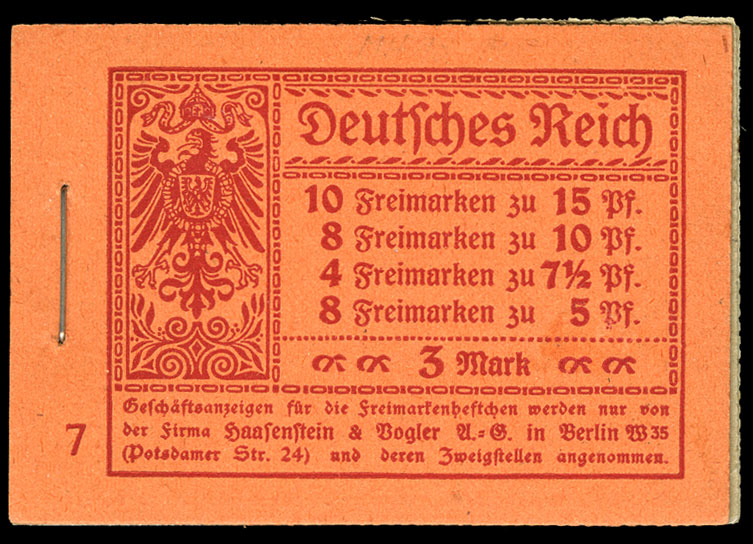 Deutſches Reich
10 Freimarken zu 15 Pf.
8 Freimarken zu 10 Pf.
4 Freimarken zu 7½ Pf.
8 Freimarken zu 5 Pf.
3 Mark
Geſchäftsanzeigen für die Freimarkenheftchen werden nur von
der Firma Haaſenſtein & Vogler A.=G. in Berlin W 35
(Potsdamer Str. 24) und deren Zweigſtellen angenommen.
7